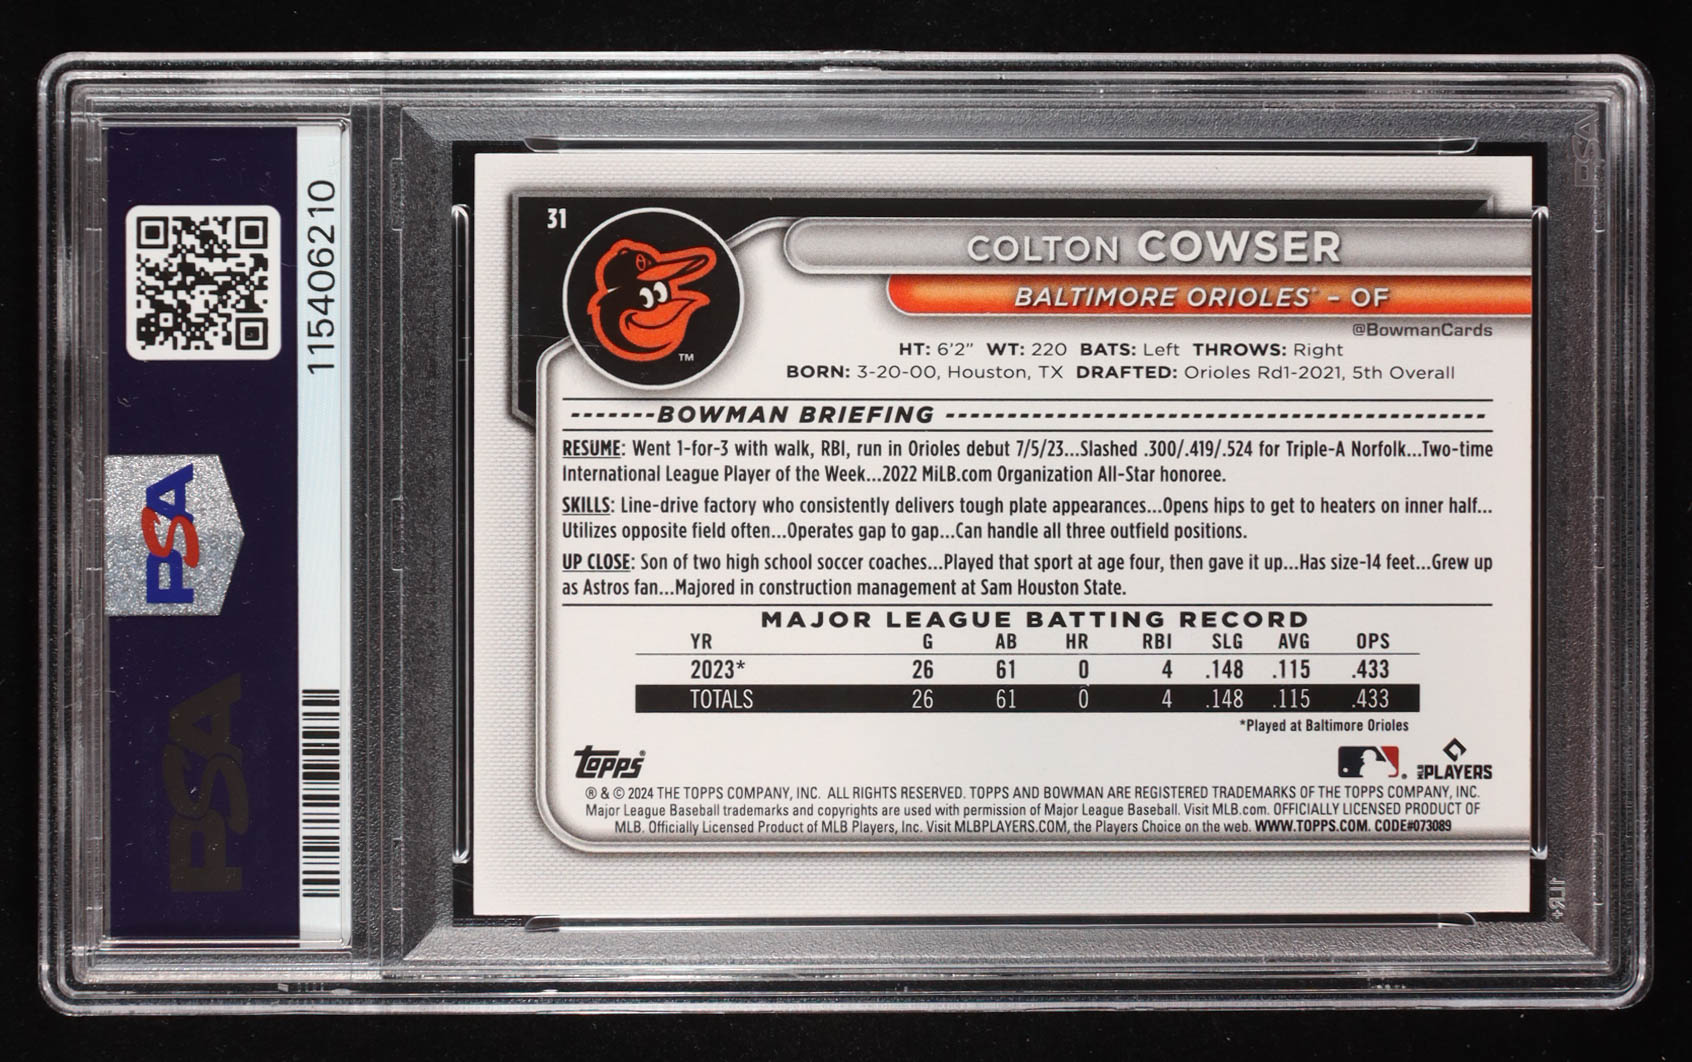 115406210
PSA
PSA
PSA
31
COLTON COWSER
BALTIMORE ORIOLES - OF
@BowmanCards
HT: 6'2" WT: 220 BATS: Left THROWS: Right
BORN: 3-20-00, Houston, TX DRAFTED: Orioles Rd1-2021, 5th Overall
TM
-------BOWMAN BRIEFING -------
RESUME: Went 1-for-3 with walk, RBI, run in Orioles debut 7/5/23...Slashed .300/.419/.524 for Triple-A Norfolk...Two-time
International League Player of the Week...2022 MiLB.com Organization All-Star honoree.
SKILLS: Line-drive factory who consistently delivers tough plate appearances...Opens hips to get to heaters on inner half...
Utilizes opposite field often...Operates gap to gap...Can handle all three outfield positions.
UP CLOSE: Son of two high school soccer coaches...Played that sport at age four, then gave it up...Has size-14 feet...Grew up
as Astros fan...Majored in construction management at Sam Houston State.
MAJOR LEAGUE BATTING RECORD
YR G AB HR RBI SLG AVG OPS
2023* 26 61 0 4 .148 .115 .433
TOTALS 26 61 0 4 .148 .115 .433
*Played at Baltimore Orioles
Topps®
MLB PLAYERS
® & © 2024 THE TOPPS COMPANY, INC. ALL RIGHTS RESERVED. TOPPS AND BOWMAN ARE REGISTERED TRADEMARKS OF THE TOPPS COMPANY, INC.
Major League Baseball trademarks and copyrights are used with permission of Major League Baseball. Visit MLB.com. OFFICIALLY LICENSED PRODUCT OF
MLB. Officially Licensed Product of MLB Players, Inc. Visit MLBPLAYERS.COM, the Players Choice on the web. WWW.TOPPS.COM. CODE#073089